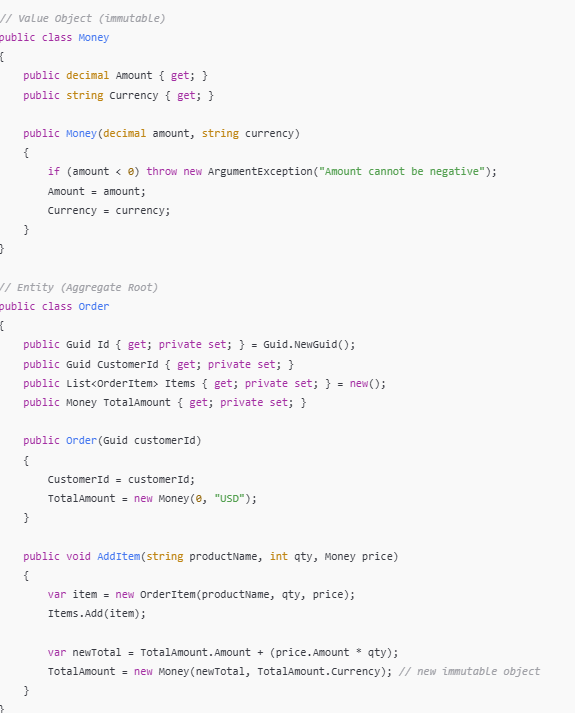 // Value Object (immutable)
public class Money
{
    public decimal Amount { get; }
    public string Currency { get; }

    public Money(decimal amount, string currency)
    {
        if (amount < 0) throw new ArgumentException("Amount cannot be negative");
        Amount = amount;
        Currency = currency;
    }
}

// Entity (Aggregate Root)
public class Order
{
    public Guid Id { get; private set; } = Guid.NewGuid();
    public Guid CustomerId { get; private set; }
    public List<OrderItem> Items { get; private set; } = new();
    public Money TotalAmount { get; private set; }

    public Order(Guid customerId)
    {
        CustomerId = customerId;
        TotalAmount = new Money(0, "USD");
    }

    public void AddItem(string productName, int qty, Money price)
    {
        var item = new OrderItem(productName, qty, price);
        Items.Add(item);

        var newTotal = TotalAmount.Amount + (price.Amount * qty);
        TotalAmount = new Money(newTotal, TotalAmount.Currency); // new immutable object
    }
}